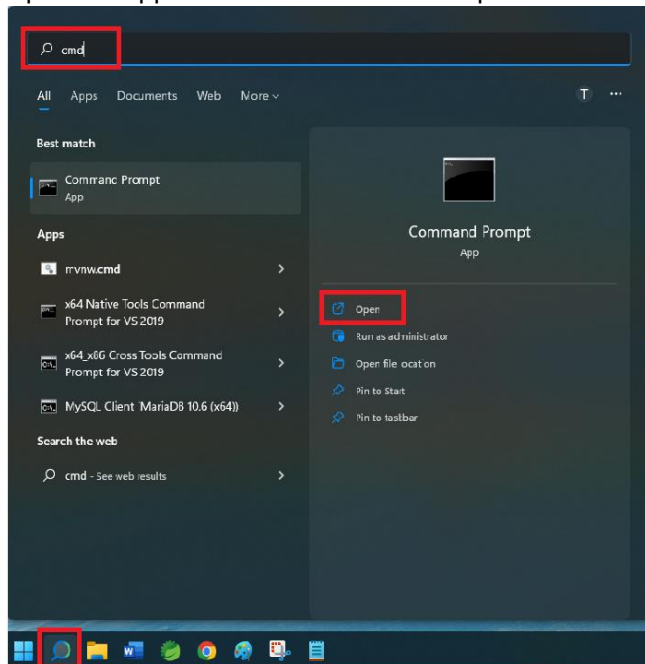 cmd
All Apps Documents Web More
T ...
Best match
Command Prompt
App
Apps
mvnw.cmd
x64 Native Tools Command
Prompt for VS 2019
x64_x86 Cross Tools Command
Prompt for VS 2019
MySQL Client (MariaDB 10.6 (x64))
Search the web
cmd - See web results
Command Prompt
App
Open
Run as administrator
Open file location
Pin to Start
Pin to taskbar